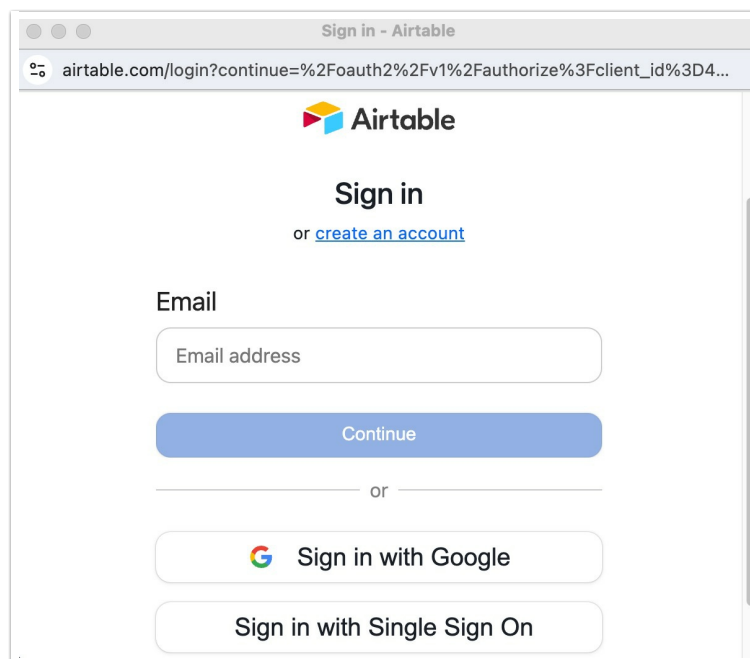 Sign in - Airtable
airtable.com/login?continue=%2Foauth2%2Fv1%2Fauthorize%3Fclient_id%3D4...
Airtable
Sign in
or create an account
Email
Email address
Continue
or
Sign in with Google
Sign in with Single Sign On